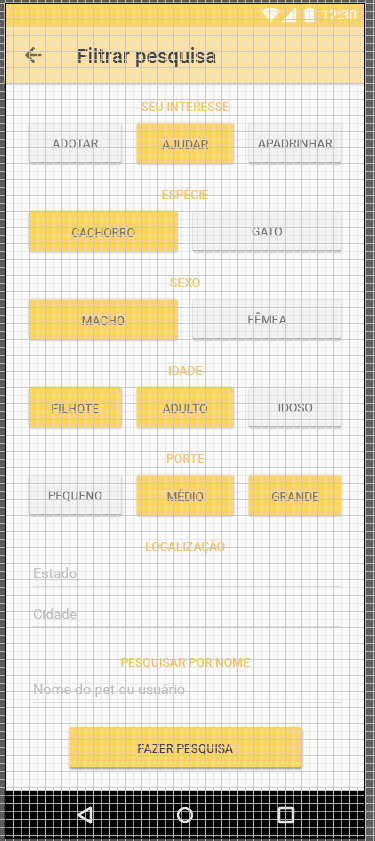 12:30
Filtrar pesquisa
SEU INTERESSE
ADOTAR AJUDAR APADRINHAR
ESPÉCIE
CACHORRO GATO
SEXO
MACHO FÊMEA
IDADE
FILHOTE ADULTO IDOSO
PORTE
PEQUENO MÉDIO GRANDE
LOCALIZAÇÃO
Estado
Cidade
PESQUISAR POR NOME
Nome do pet ou usuário
FAZER PESQUISA